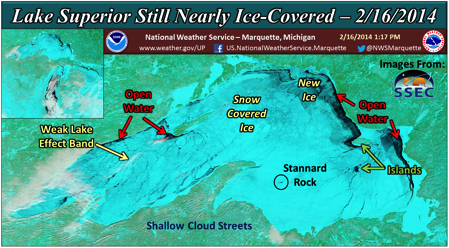 Lake Superior Still Nearly Ice-Covered – 2/16/2014
National Weather Service – Marquette, Michigan
2/16/2014 1:17 PM
www.weather.gov/UP
US.NationalWeatherService.Marquette
@NWSMarquette
Images From:
SSEC
New
Ice
Open
Water
Snow
Covered
Ice
Open
Water
Weak Lake
Effect Band
Islands
Stannard
Rock
Shallow Cloud Streets